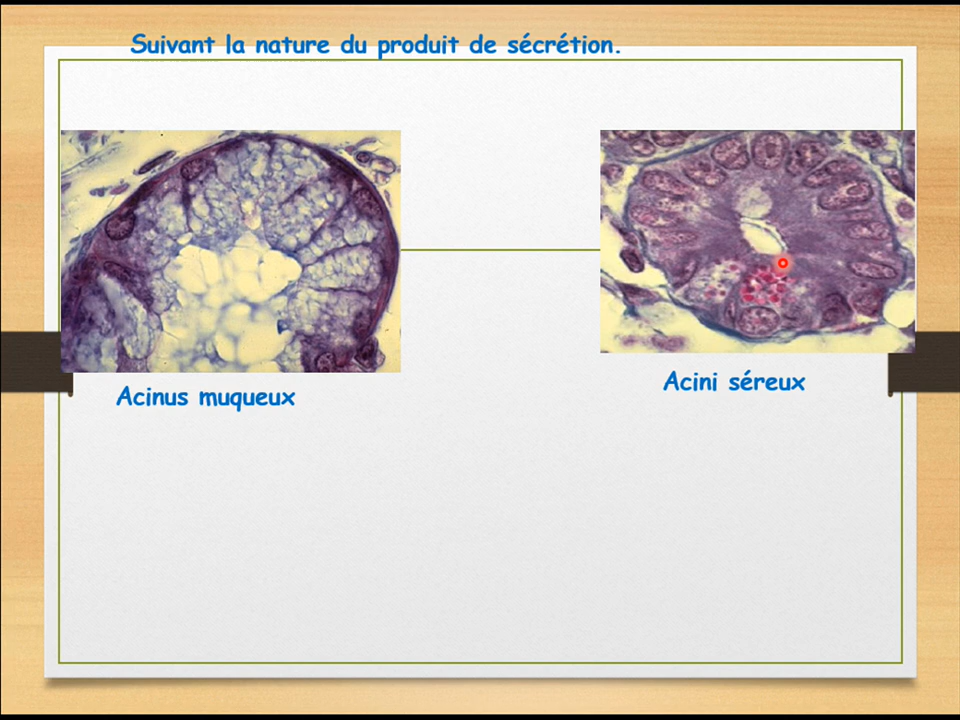 Suivant la nature du produit de sécrétion.
Acinus muqueux
Acini séreux